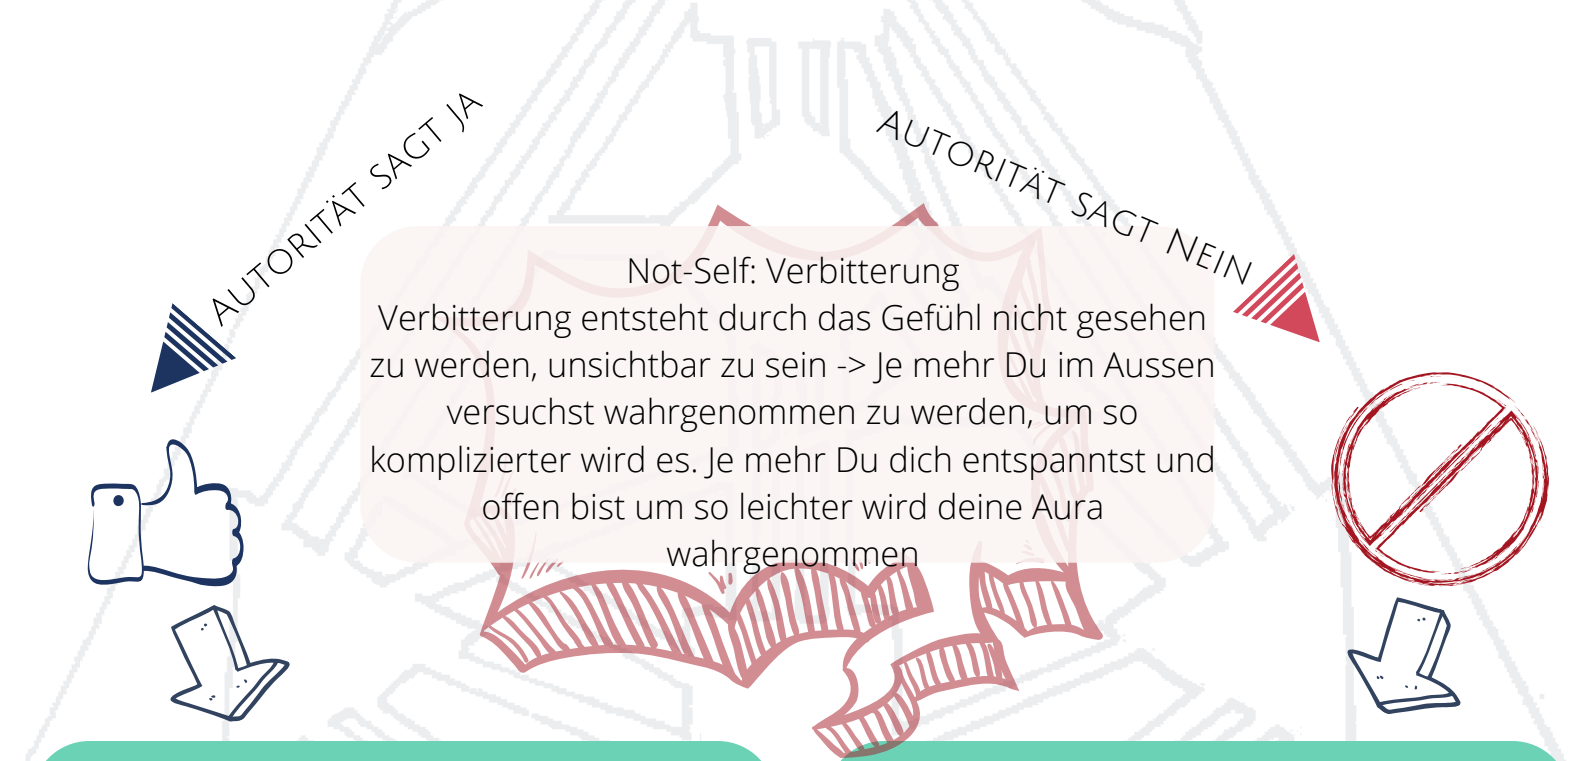 AUTORITÄT SAGT JA
AUTORITÄT SAGT NEIN
Not-Self: Verbitterung
Verbitterung entsteht durch das Gefühl nicht gesehen
zu werden, unsichtbar zu sein -> Je mehr Du im Aussen
versuchst wahrgenommen zu werden, um so
komplizierter wird es. Je mehr Du dich entspanntst und
offen bist um so leichter wird deine Aura
wahrgenommen